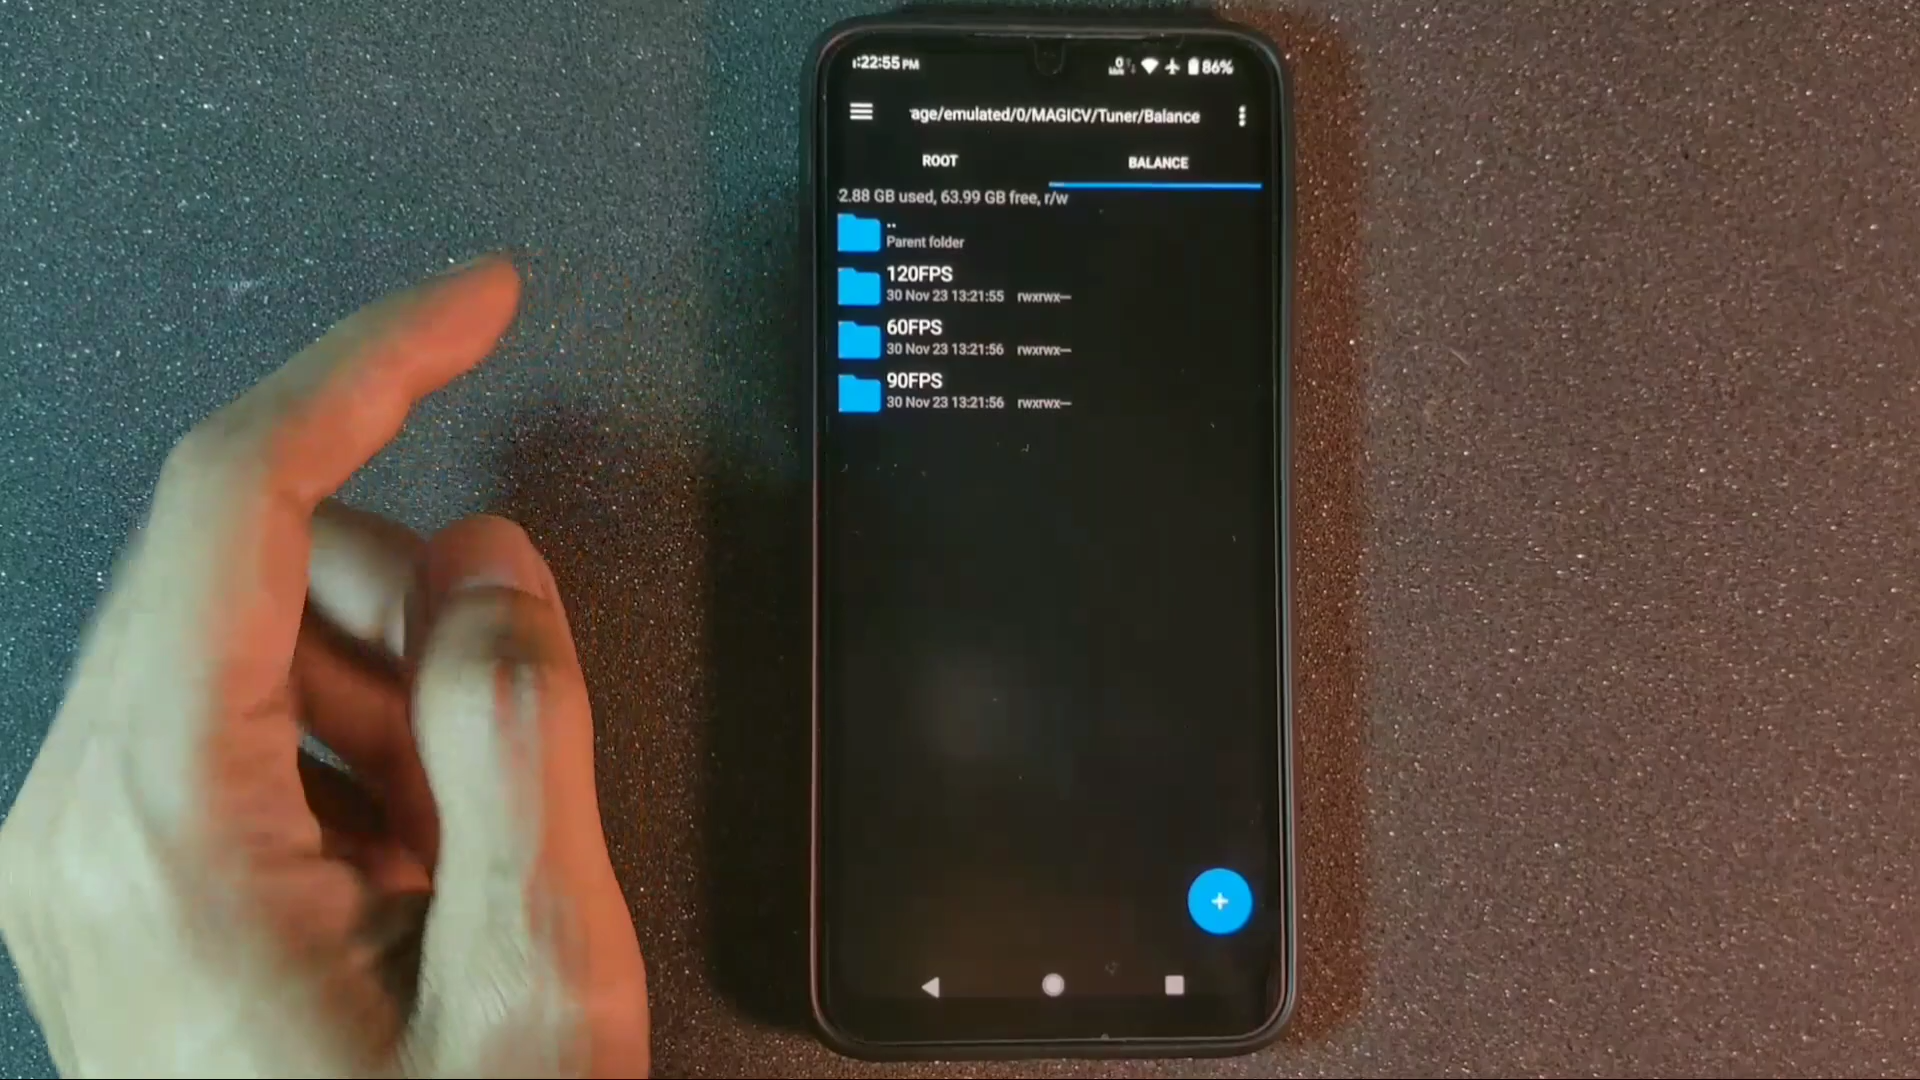 :22:55 PM
0
86%
age/emulated/0/MAGICV/Tuner/Balance
ROOT
BALANCE
2.88 GB used, 63.99 GB free, r/w
..
Parent folder
120FPS
30 Nov 23 13:21:55 rwxrwx—
60FPS
30 Nov 23 13:21:56 rwxrwx—
90FPS
30 Nov 23 13:21:56 rwxrwx—